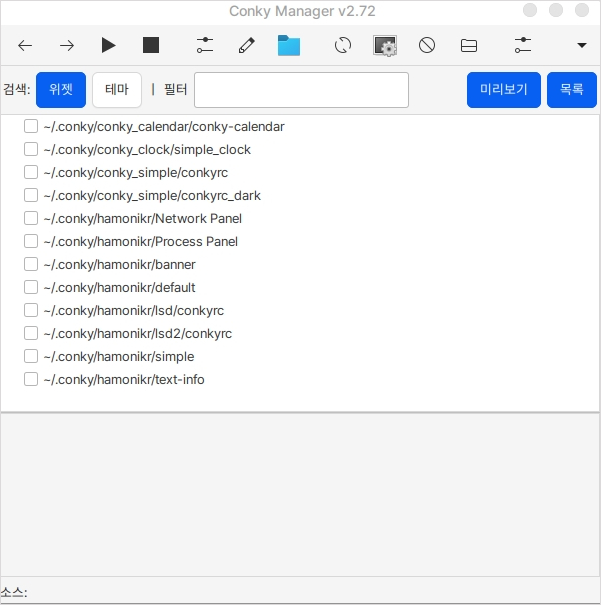 Conky Manager v2.72
검색: 위젯 테마 | 필터 미리보기 목록
~/.conky/conky_calendar/conky-calendar
~/.conky/conky_clock/simple_clock
~/.conky/conky_simple/conkyrc
~/.conky/conky_simple/conkyrc_dark
~/.conky/hamonikr/Network Panel
~/.conky/hamonikr/Process Panel
~/.conky/hamonikr/banner
~/.conky/hamonikr/default
~/.conky/hamonikr/lsd/conkyrc
~/.conky/hamonikr/lsd2/conkyrc
~/.conky/hamonikr/simple
~/.conky/hamonikr/text-info
소스: